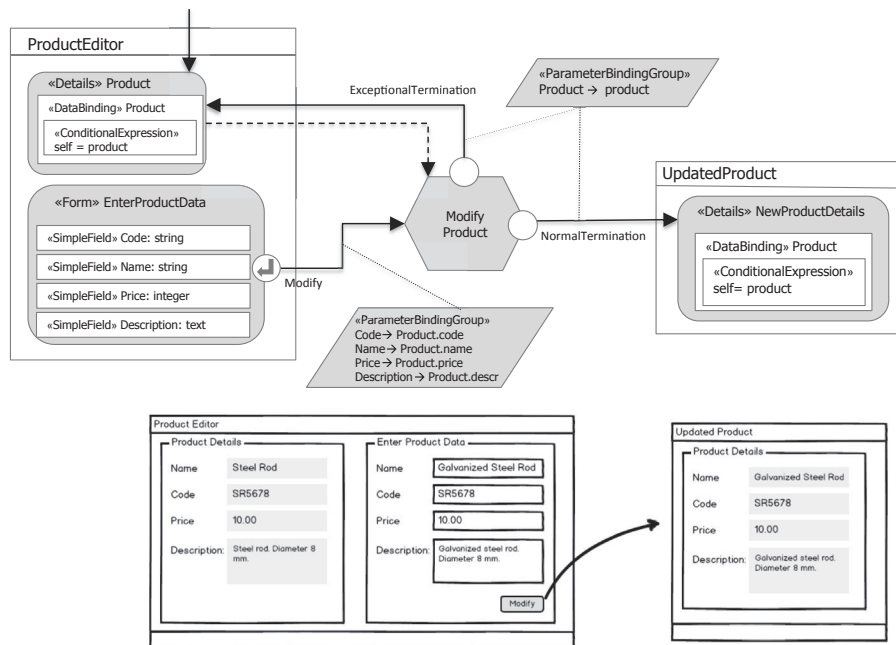 ProductEditor
«Details» Product
«DataBinding» Product
«ConditionalExpression»
self = product
«Form» EnterProductData
«SimpleField» Code: string
«SimpleField» Name: string
«SimpleField» Price: integer
«SimpleField» Description: text
Modify
ExceptionalTermination
«ParameterBindingGroup»
Product → product
Modify
Product
NormalTermination
«ParameterBindingGroup»
Code→ Product.code
Name→ Product.name
Price→ Product.price
Description→ Product.descr
UpdatedProduct
«Details» NewProductDetails
«DataBinding» Product
«ConditionalExpression»
self= product
Product Editor
Product Details
Name Steel Rod
Code SR5678
Price 10.00
Description: Steel rod. Diameter 8
mm.
Enter Product Data
Name Galvanized Steel Rod
Code SR5678
Price 10.00
Description: Galvanized steel rod.
Diameter 8 mm.
Modify
Updated Product
Product Details
Name Galvanized Steel Rod
Code SR5678
Price 10.00
Description: Galvanized steel rod.
Diameter 8 mm.